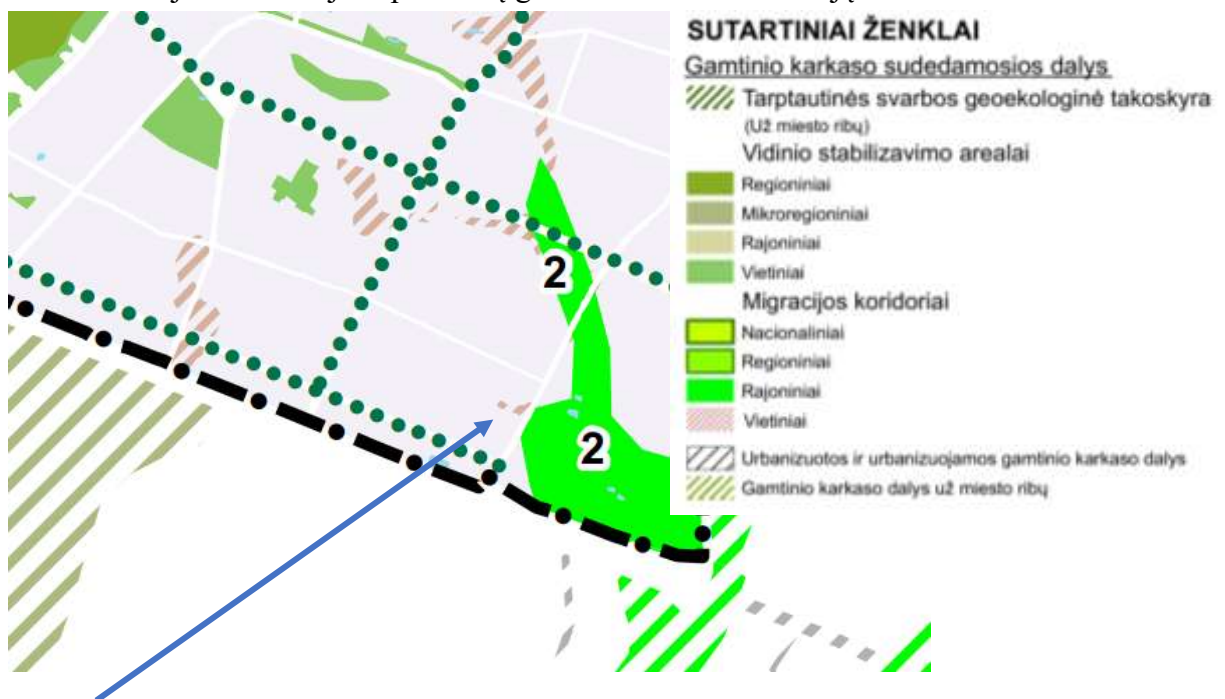 2
2
SUTARTINIAI ŽENKLAI
Gamtinio karkaso sudedamosios dalys
Tarptautinės svarbos geoekologinė takoskyra
(Už miesto ribų)
Vidinio stabilizavimo arealai
Regioniniai
Mikroregioniniai
Rajoniniai
Vietiniai
Migracijos koridoriai
Nacionaliniai
Regioniniai
Rajoniniai
Vietiniai
Urbanizuotos ir urbanizuojamos gamtinio karkaso dalys
Gamtinio karkaso dalys už miesto ribų